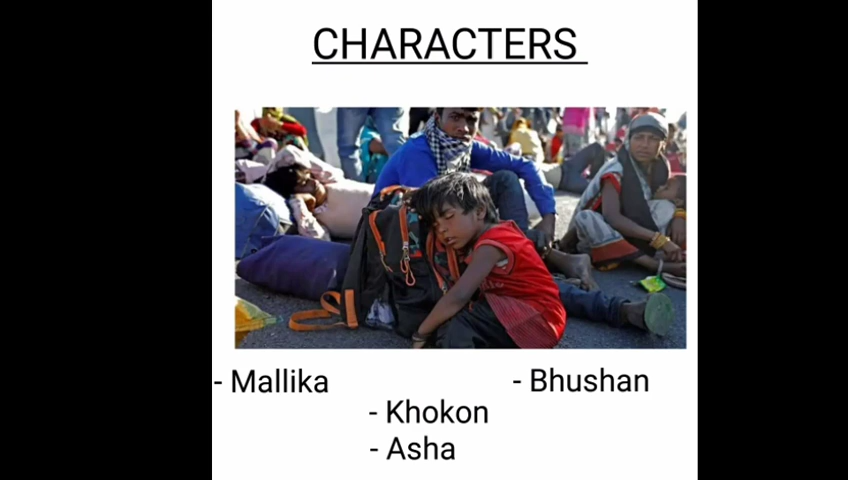 CHARACTERS
- Mallika
- Bhushan
- Khokon
- Asha